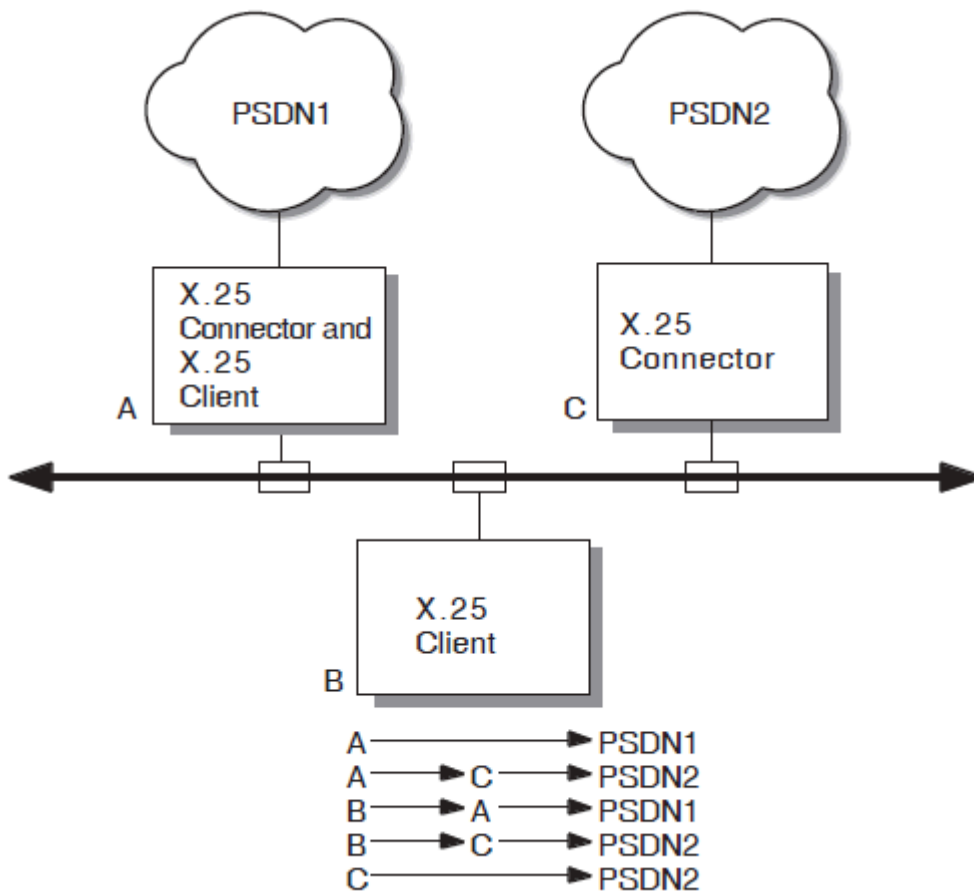 PSDN1
PSDN2
X.25
Connector and
X.25
Client
A
X.25
Connector
C
X.25
Client
B
A PSDN1
A C PSDN2
B A PSDN1
B C PSDN2
C PSDN2